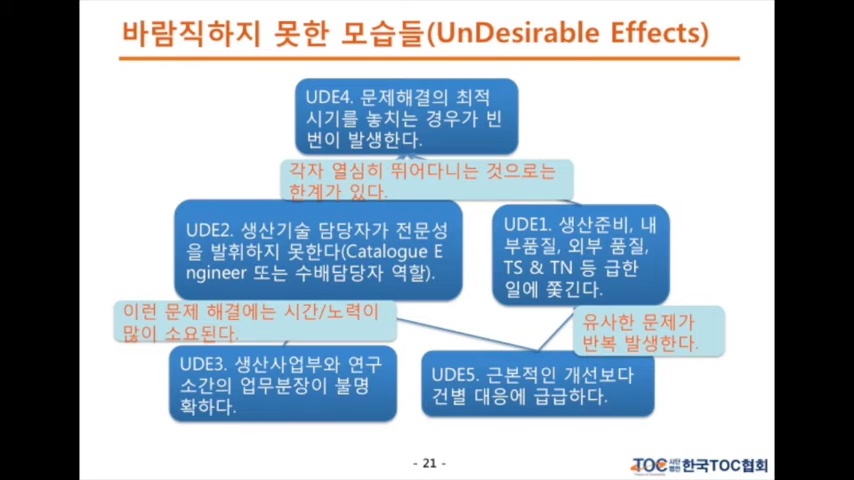 바람직하지 못한 모습들(UnDesirable Effects)
UDE4. 문제해결의 최적
시기를 놓치는 경우가 빈
번이 발생한다.
각자 열심히 뛰어다니는 것으로는
한계가 있다.
UDE2. 생산기술 담당자가 전문성
을 발휘하지 못한다(Catalogue E
ngineer 또는 수배담당자 역할).
UDE1. 생산준비, 내
부품질, 외부 품질,
TS & TN 등 급한
일에 쫓긴다.
이런 문제 해결에는 시간/노력이
많이 소요된다.
유사한 문제가
반복 발생한다.
UDE3. 생산사업부와 연구
소간의 업무분장이 불명
확하다.
UDE5. 근본적인 개선보다
건별 대응에 급급하다.
- 21 -
TOC 사단법인 한국TOC협회